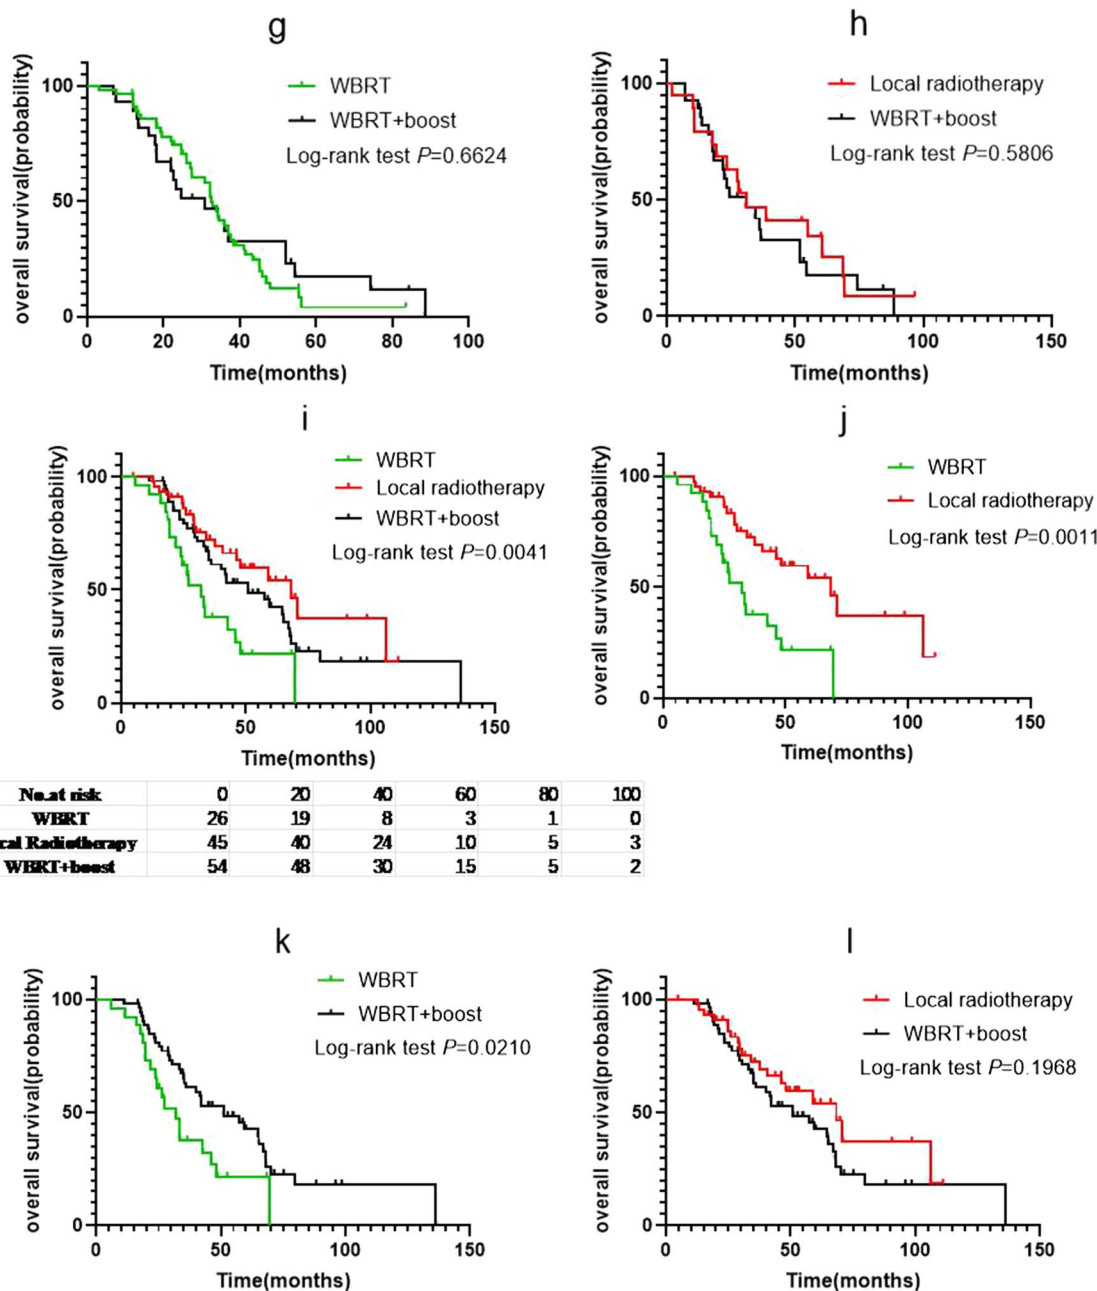 g
h
overall survival(probability)
100
50
0
0 20 40 60 80 100
Time(months)
WBRT
WBRT+boost
Log-rank test P=0.6624
overall survival(probability)
100
50
0
0 50 100 150
Time(months)
Local radiotherapy
WBRT+boost
Log-rank test P=0.5806
i
j
overall survival(probability)
100
50
0
0 50 100 150
Time(months)
WBRT
Local radiotherapy
WBRT+boost
Log-rank test P=0.0041
overall survival(probability)
100
50
0
0 50 100 150
Time(months)
WBRT
Local radiotherapy
Log-rank test P=0.0011
No.at risk 0 20 40 60 80 100
WBRT 26 19 8 3 1 0
cal Radiotherapy 45 40 24 10 5 3
WBRT+boost 54 48 30 15 5 2
k
l
overall survival(probability)
100
50
0
0 50 100 150
Time(months)
WBRT
WBRT+boost
Log-rank test P=0.0210
overall survival(probability)
100
50
0
0 50 100 150
Time(months)
Local radiotherapy
WBRT+boost
Log-rank test P=0.1968